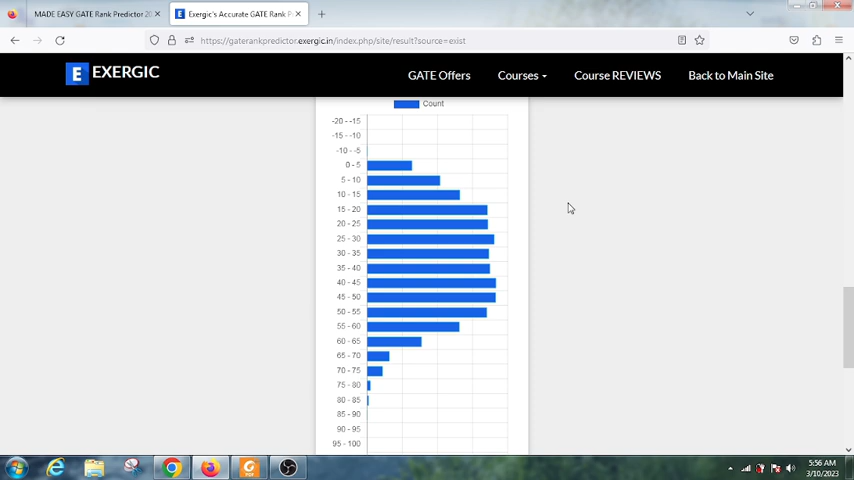 MADE EASY GATE Rank Predictor 20
Exergic's Accurate GATE Rank P
https://gaterankpredictor.exergic.in/index.php/site/result?source=exist
E EXERGIC
GATE Offers
Courses
Course REVIEWS
Back to Main Site
Count
-20 - -15
-15 - -10
-10 - -5
0 - 5
5 - 10
10 - 15
15 - 20
20 - 25
25 - 30
30 - 35
35 - 40
40 - 45
45 - 50
50 - 55
55 - 60
60 - 65
65 - 70
70 - 75
75 - 80
80 - 85
85 - 90
90 - 95
95 - 100
5:56 AM
3/10/2023